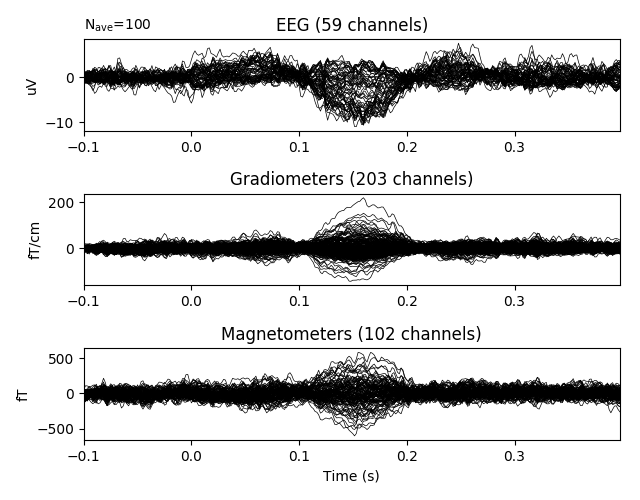 N_ave=100
EEG (59 channels)
uV
0
−10
−0.1 0.0 0.1 0.2 0.3
Gradiometers (203 channels)
fT/cm
200
0
−0.1 0.0 0.1 0.2 0.3
Magnetometers (102 channels)
fT
500
0
−500
−0.1 0.0 0.1 0.2 0.3
Time (s)